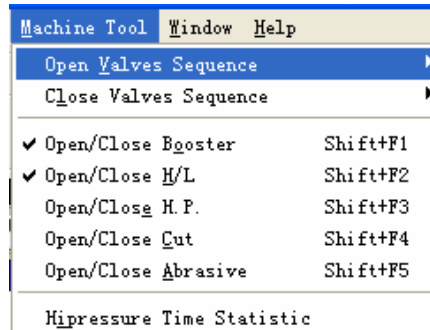 Machine Tool Window Help
Open Valves Sequence
Close Valves Sequence
Open/Close Booster Shift+F1
Open/Close H/L Shift+F2
Open/Close H.P. Shift+F3
Open/Close Cut Shift+F4
Open/Close Abrasive Shift+F5
Hipressure Time Statistic